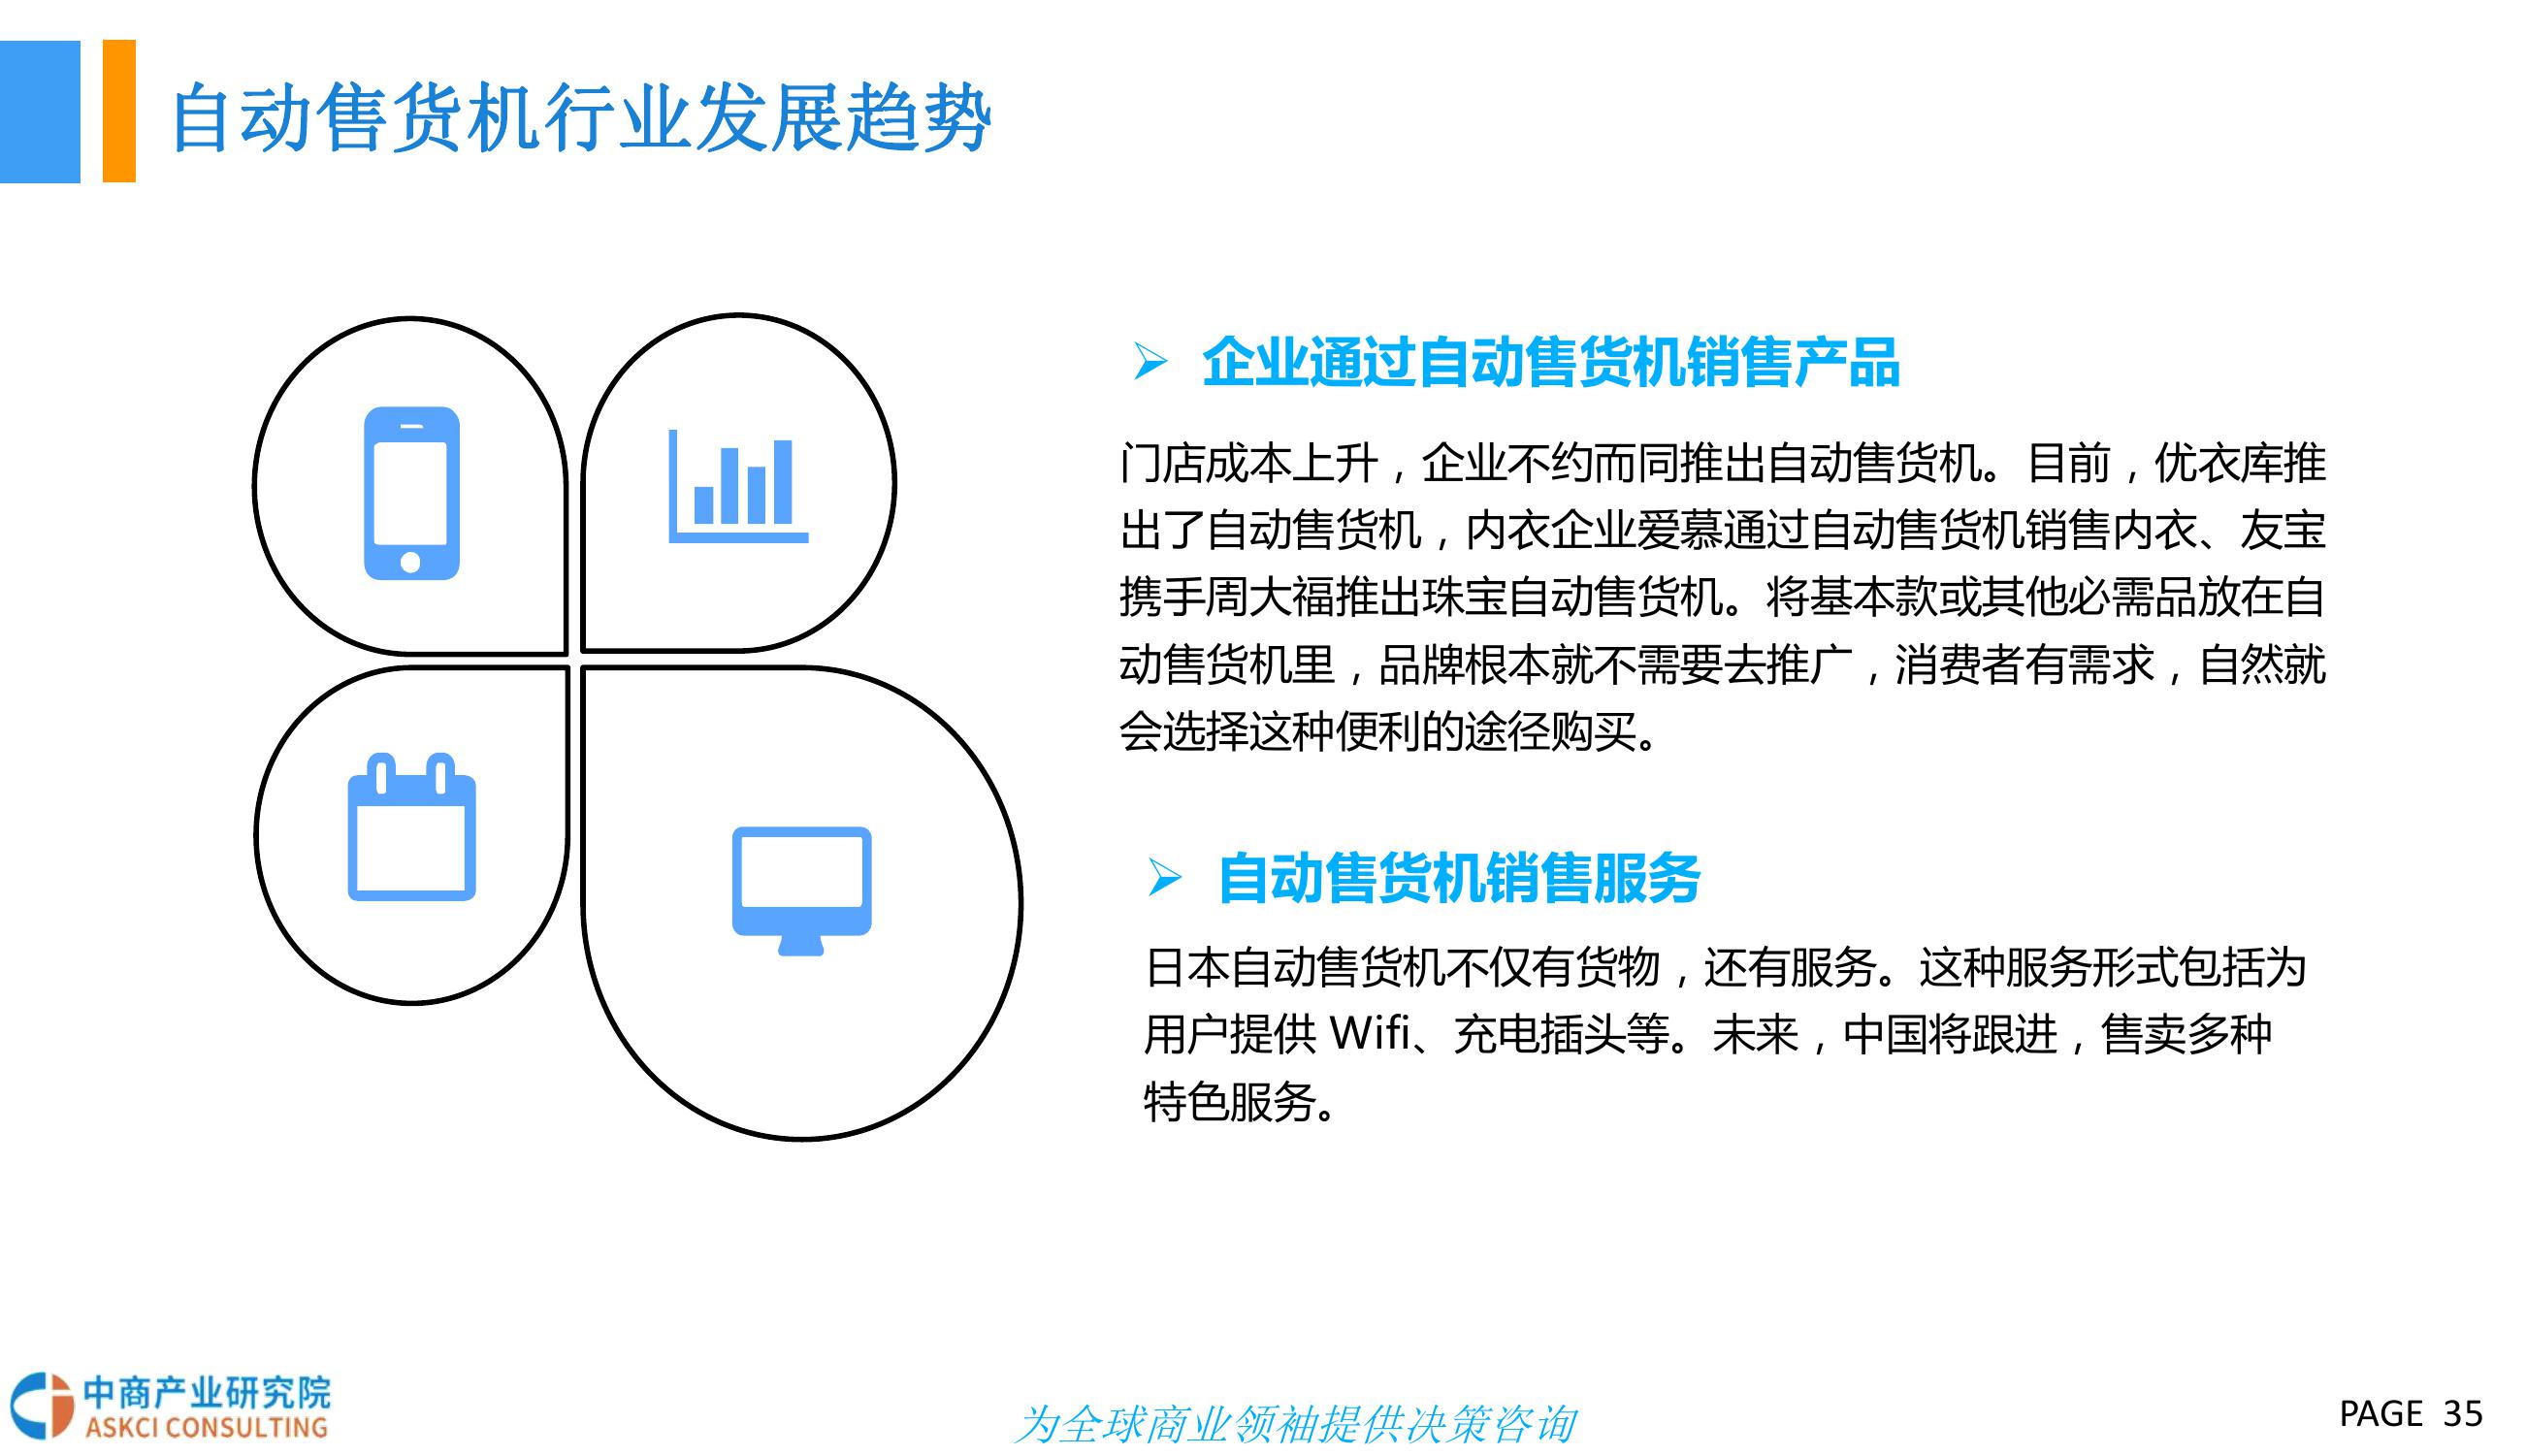 自动售货机行业发展趋势
企业通过自动售货机销售产品
门店成本上升，企业不约而同推出自动售货机。目前，优衣库推
出了自动售货机，内衣企业爱慕通过自动售货机销售内衣、友宝
携手周大福推出珠宝自动售货机。将基本款或其他必需品放在自
动售货机里，品牌根本就不需要去推广，消费者有需求，自然就
会选择这种便利的途径购买。
自动售货机销售服务
日本自动售货机不仅有货物，还有服务。这种服务形式包括为
用户提供 Wifi、充电插头等。未来，中国将跟进，售卖多种
特色服务。
中商产业研究院
ASKCI CONSULTING
为全球商业领袖提供决策咨询
PAGE 35